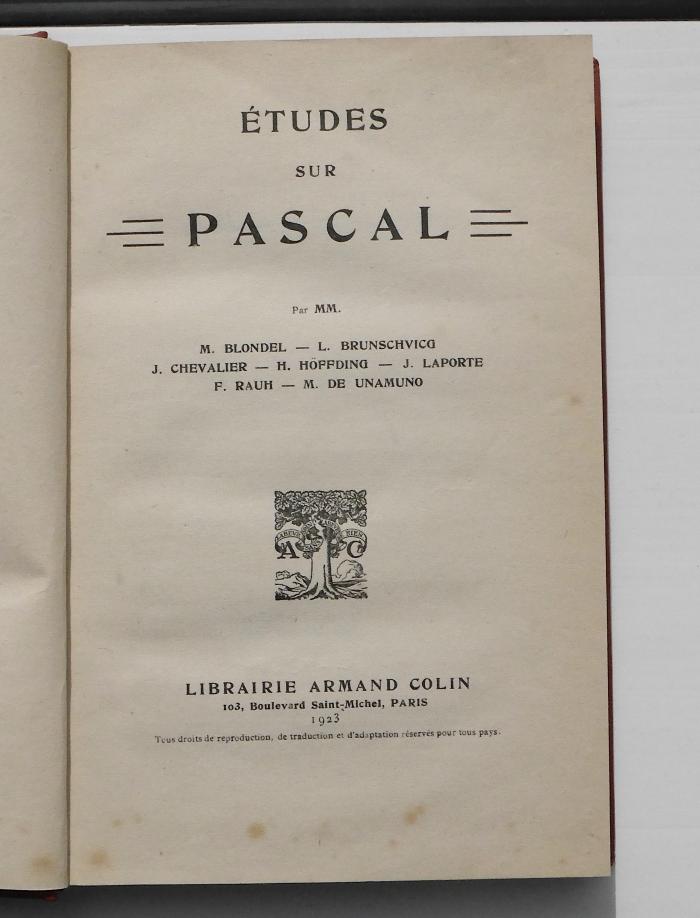 ÉTUDES
SUR
PASCAL
Par MM.
M. BLONDEL — L. BRUNSCHVICG
J. CHEVALIER — H. HÖFFDING — J. LAPORTE
F. RAUH — M. DE UNAMUNO
A C
LIBRAIRIE ARMAND COLIN
103, Boulevard Saint-Michel, PARIS
1923
Tous droits de reproduction, de traduction et d'adaptation réservés pour tous pays.